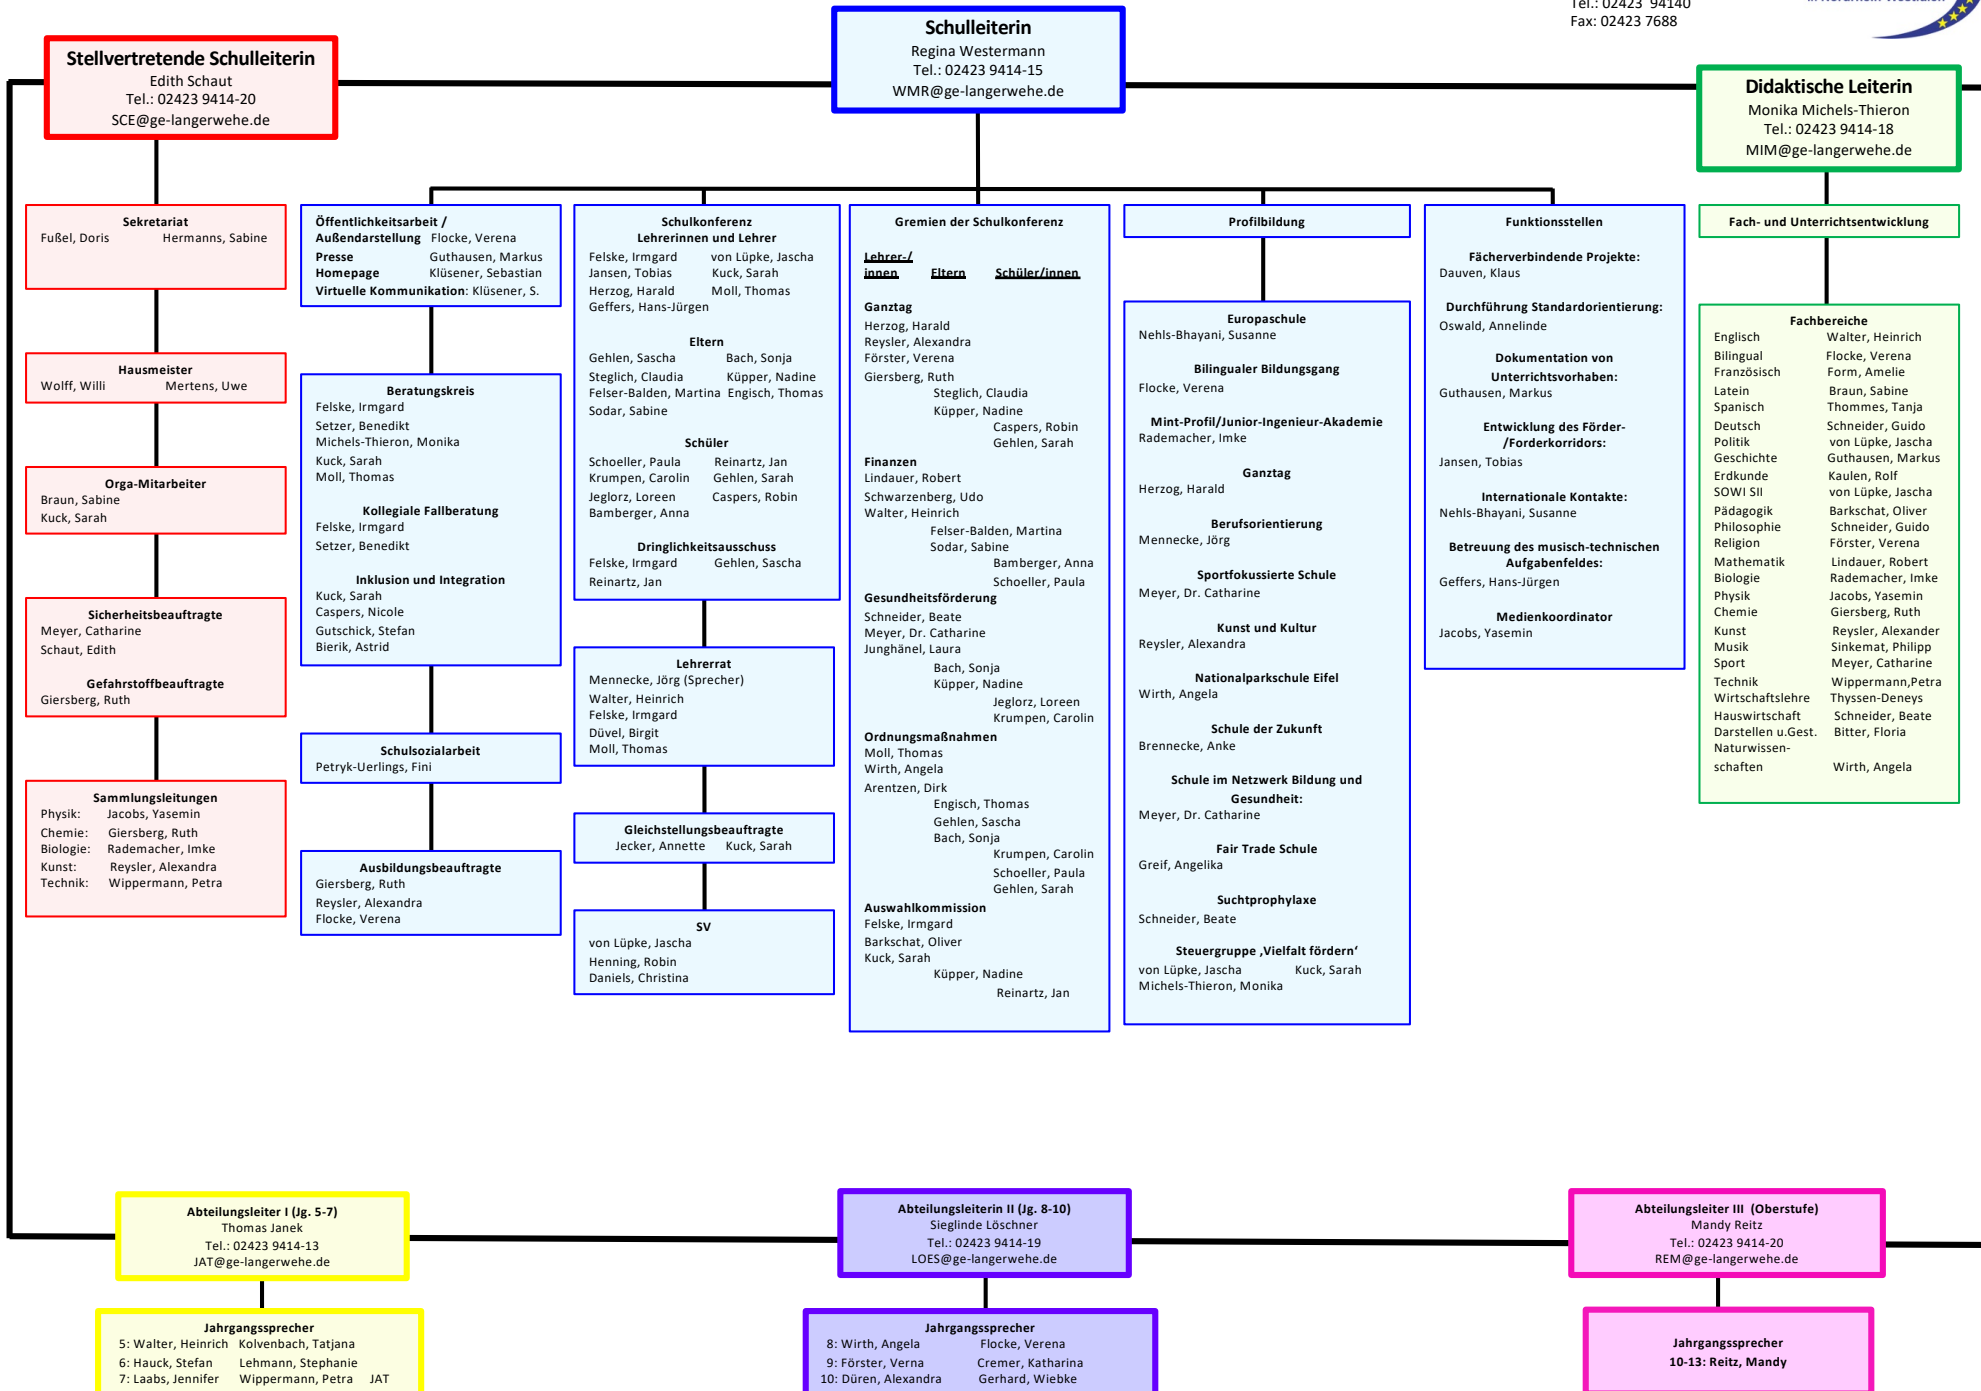 Tel.: 02423 94140
Fax: 02423 7688
Schulleiterin
Regina Westermann
Tel.: 02423 9414-15
WMR@ge-langerwehe.de
Stellvertretende Schulleiterin
Edith Schaut
Tel.: 02423 9414-20
SCE@ge-langerwehe.de
Didaktische Leiterin
Monika Michels-Thieron
Tel.: 02423 9414-18
MIM@ge-langerwehe.de
Sekretariat
Fußel, Doris Hermanns, Sabine
Hausmeister
Wolff, Willi Mertens, Uwe
Orga-Mitarbeiter
Braun, Sabine
Kuck, Sarah
Sicherheitsbeauftragte
Meyer, Catharine
Schaut, Edith
Gefahrstoffbeauftragte
Giersberg, Ruth
Sammlungsleitungen
Physik: Jacobs, Yasemin
Chemie: Giersberg, Ruth
Biologie: Rademacher, Imke
Kunst: Reysler, Alexandra
Technik: Wippermann, Petra
Öffentlichkeitsarbeit /
Außendarstellung Flocke, Verena
Presse Guthausen, Markus
Homepage Klüsener, Sebastian
Virtuelle Kommunikation: Klüsener, S.
Beratungskreis
Felske, Irmgard
Setzer, Benedikt
Michels-Thieron, Monika
Kuck, Sarah
Moll, Thomas
Kollegiale Fallberatung
Felske, Irmgard
Setzer, Benedikt
Inklusion und Integration
Kuck, Sarah
Caspers, Nicole
Gutschick, Stefan
Bierik, Astrid
Schulsozialarbeit
Petryk-Uerlings, Fini
Ausbildungsbeauftragte
Giersberg, Ruth
Reysler, Alexandra
Flocke, Verena
Schulkonferenz
Lehrerinnen und Lehrer
Felske, Irmgard von Lüpke, Jascha
Jansen, Tobias Kuck, Sarah
Herzog, Harald Moll, Thomas
Geffers, Hans-Jürgen
Eltern
Gehlen, Sascha Bach, Sonja
Steglich, Claudia Küpper, Nadine
Felser-Balden, Martina Engisch, Thomas
Sodar, Sabine
Schüler
Schoeller, Paula Reinartz, Jan
Krumpen, Carolin Gehlen, Sarah
Jeglorz, Loreen Caspers, Robin
Bamberger, Anna
Dringlichkeitsausschuss
Felske, Irmgard Gehlen, Sascha
Reinartz, Jan
Lehrerrat
Mennecke, Jörg (Sprecher)
Walter, Heinrich
Felske, Irmgard
Düvel, Birgit
Moll, Thomas
Gleichstellungsbeauftragte
Jecker, Annette Kuck, Sarah
SV
von Lüpke, Jascha
Henning, Robin
Daniels, Christina
Gremien der Schulkonferenz
Lehrer-/
innen Eltern Schüler/innen
Ganztag
Herzog, Harald
Reysler, Alexandra
Förster, Verena
Giersberg, Ruth
Steglich, Claudia
Küpper, Nadine
Caspers, Robin
Gehlen, Sarah
Finanzen
Lindauer, Robert
Schwarzenberg, Udo
Walter, Heinrich
Felser-Balden, Martina
Sodar, Sabine
Bamberger, Anna
Schoeller, Paula
Gesundheitsförderung
Schneider, Beate
Meyer, Dr. Catharine
Junghänel, Laura
Bach, Sonja
Küpper, Nadine
Jeglorz, Loreen
Krumpen, Carolin
Ordnungsmaßnahmen
Moll, Thomas
Wirth, Angela
Arentzen, Dirk
Engisch, Thomas
Gehlen, Sascha
Bach, Sonja
Krumpen, Carolin
Schoeller, Paula
Gehlen, Sarah
Auswahlkommission
Felske, Irmgard
Barkschat, Oliver
Kuck, Sarah
Küpper, Nadine
Reinartz, Jan
Profilbildung
Europaschule
Nehls-Bhayani, Susanne
Bilingualer Bildungsgang
Flocke, Verena
Mint-Profil/Junior-Ingenieur-Akademie
Rademacher, Imke
Ganztag
Herzog, Harald
Berufsorientierung
Mennecke, Jörg
Sportfokussierte Schule
Meyer, Dr. Catharine
Kunst und Kultur
Reysler, Alexandra
Nationalparkschule Eifel
Wirth, Angela
Schule der Zukunft
Brennecke, Anke
Schule im Netzwerk Bildung und
Gesundheit:
Meyer, Dr. Catharine
Fair Trade Schule
Greif, Angelika
Suchtprophylaxe
Schneider, Beate
Steuergruppe ‚Vielfalt fördern‘
von Lüpke, Jascha Kuck, Sarah
Michels-Thieron, Monika
Funktionsstellen
Fächerverbindende Projekte:
Dauven, Klaus
Durchführung Standardorientierung:
Oswald, Annelinde
Dokumentation von
Unterrichtsvorhaben:
Guthausen, Markus
Entwicklung des Förder-
/Forderkorridors:
Jansen, Tobias
Internationale Kontakte:
Nehls-Bhayani, Susanne
Betreuung des musisch-technischen
Aufgabenfeldes:
Geffers, Hans-Jürgen
Medienkoordinator
Jacobs, Yasemin
Fach- und Unterrichtsentwicklung
Fachbereiche
Englisch Walter, Heinrich
Bilingual Flocke, Verena
Französisch Form, Amelie
Latein Braun, Sabine
Spanisch Thommes, Tanja
Deutsch Schneider, Guido
Politik von Lüpke, Jascha
Geschichte Guthausen, Markus
Erdkunde Kaulen, Rolf
SOWI SII von Lüpke, Jascha
Pädagogik Barkschat, Oliver
Philosophie Schneider, Guido
Religion Förster, Verena
Mathematik Lindauer, Robert
Biologie Rademacher, Imke
Physik Jacobs, Yasemin
Chemie Giersberg, Ruth
Kunst Reysler, Alexander
Musik Sinkemat, Philipp
Sport Meyer, Catharine
Technik Wippermann,Petra
Wirtschaftslehre Thyssen-Deneys
Hauswirtschaft Schneider, Beate
Darstellen u.Gest. Bitter, Floria
Naturwissen-
schaften Wirth, Angela
Abteilungsleiter I (Jg. 5-7)
Thomas Janek
Tel.: 02423 9414-13
JAT@ge-langerwehe.de
Jahrgangssprecher
5: Walter, Heinrich Kolvenbach, Tatjana
6: Hauck, Stefan Lehmann, Stephanie
7: Laabs, Jennifer Wippermann, Petra JAT
Abteilungsleiterin II (Jg. 8-10)
Sieglinde Löschner
Tel.: 02423 9414-19
LOES@ge-langerwehe.de
Jahrgangssprecher
8: Wirth, Angela Flocke, Verena
9: Förster, Verna Cremer, Katharina
10: Düren, Alexandra Gerhard, Wiebke
Abteilungsleiter III (Oberstufe)
Mandy Reitz
Tel.: 02423 9414-20
REM@ge-langerwehe.de
Jahrgangssprecher
10-13: Reitz, Mandy